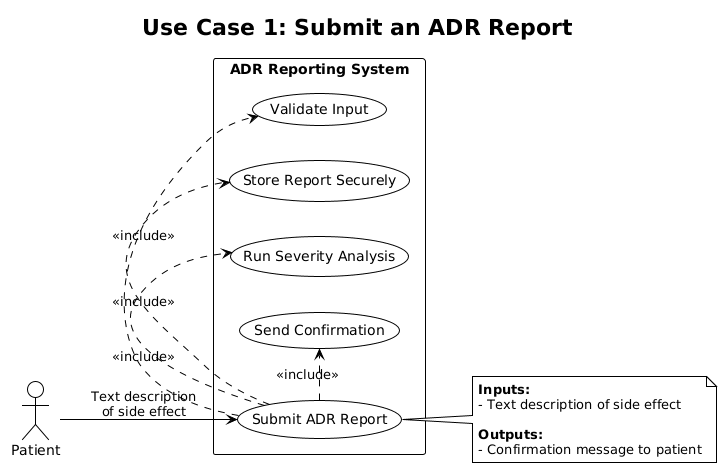 Use Case 1: Submit an ADR Report
ADR Reporting System
Validate Input
Store Report Securely
«include»
Run Severity Analysis
«include»
Send Confirmation
«include»
«include»
Text description
of side effect
Submit ADR Report
Patient
Inputs:
- Text description of side effect
Outputs:
- Confirmation message to patient